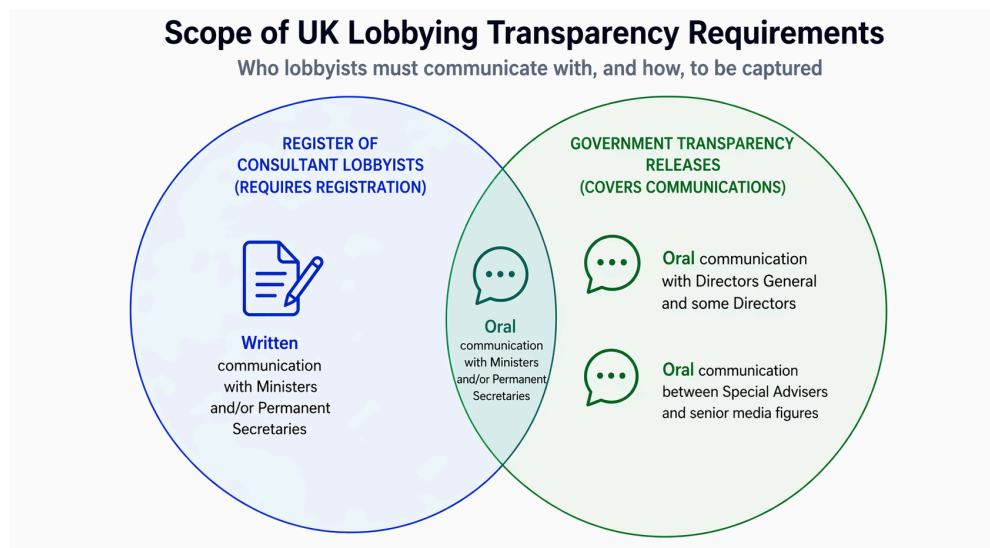 Scope of UK Lobbying Transparency Requirements
Who lobbyists must communicate with, and how, to be captured
REGISTER OF
CONSULTANT LOBBYISTS
(REQUIRES REGISTRATION)
Written
communication
with Ministers
and/or Permanent
Secretaries
Oral
communication
with Ministers
and/or Permanent
Secretaries
GOVERNMENT TRANSPARENCY
RELEASES
(COVERS COMMUNICATIONS)
Oral communication
with Directors General
and some Directors
Oral communication
between Special Advisers
and senior media figures